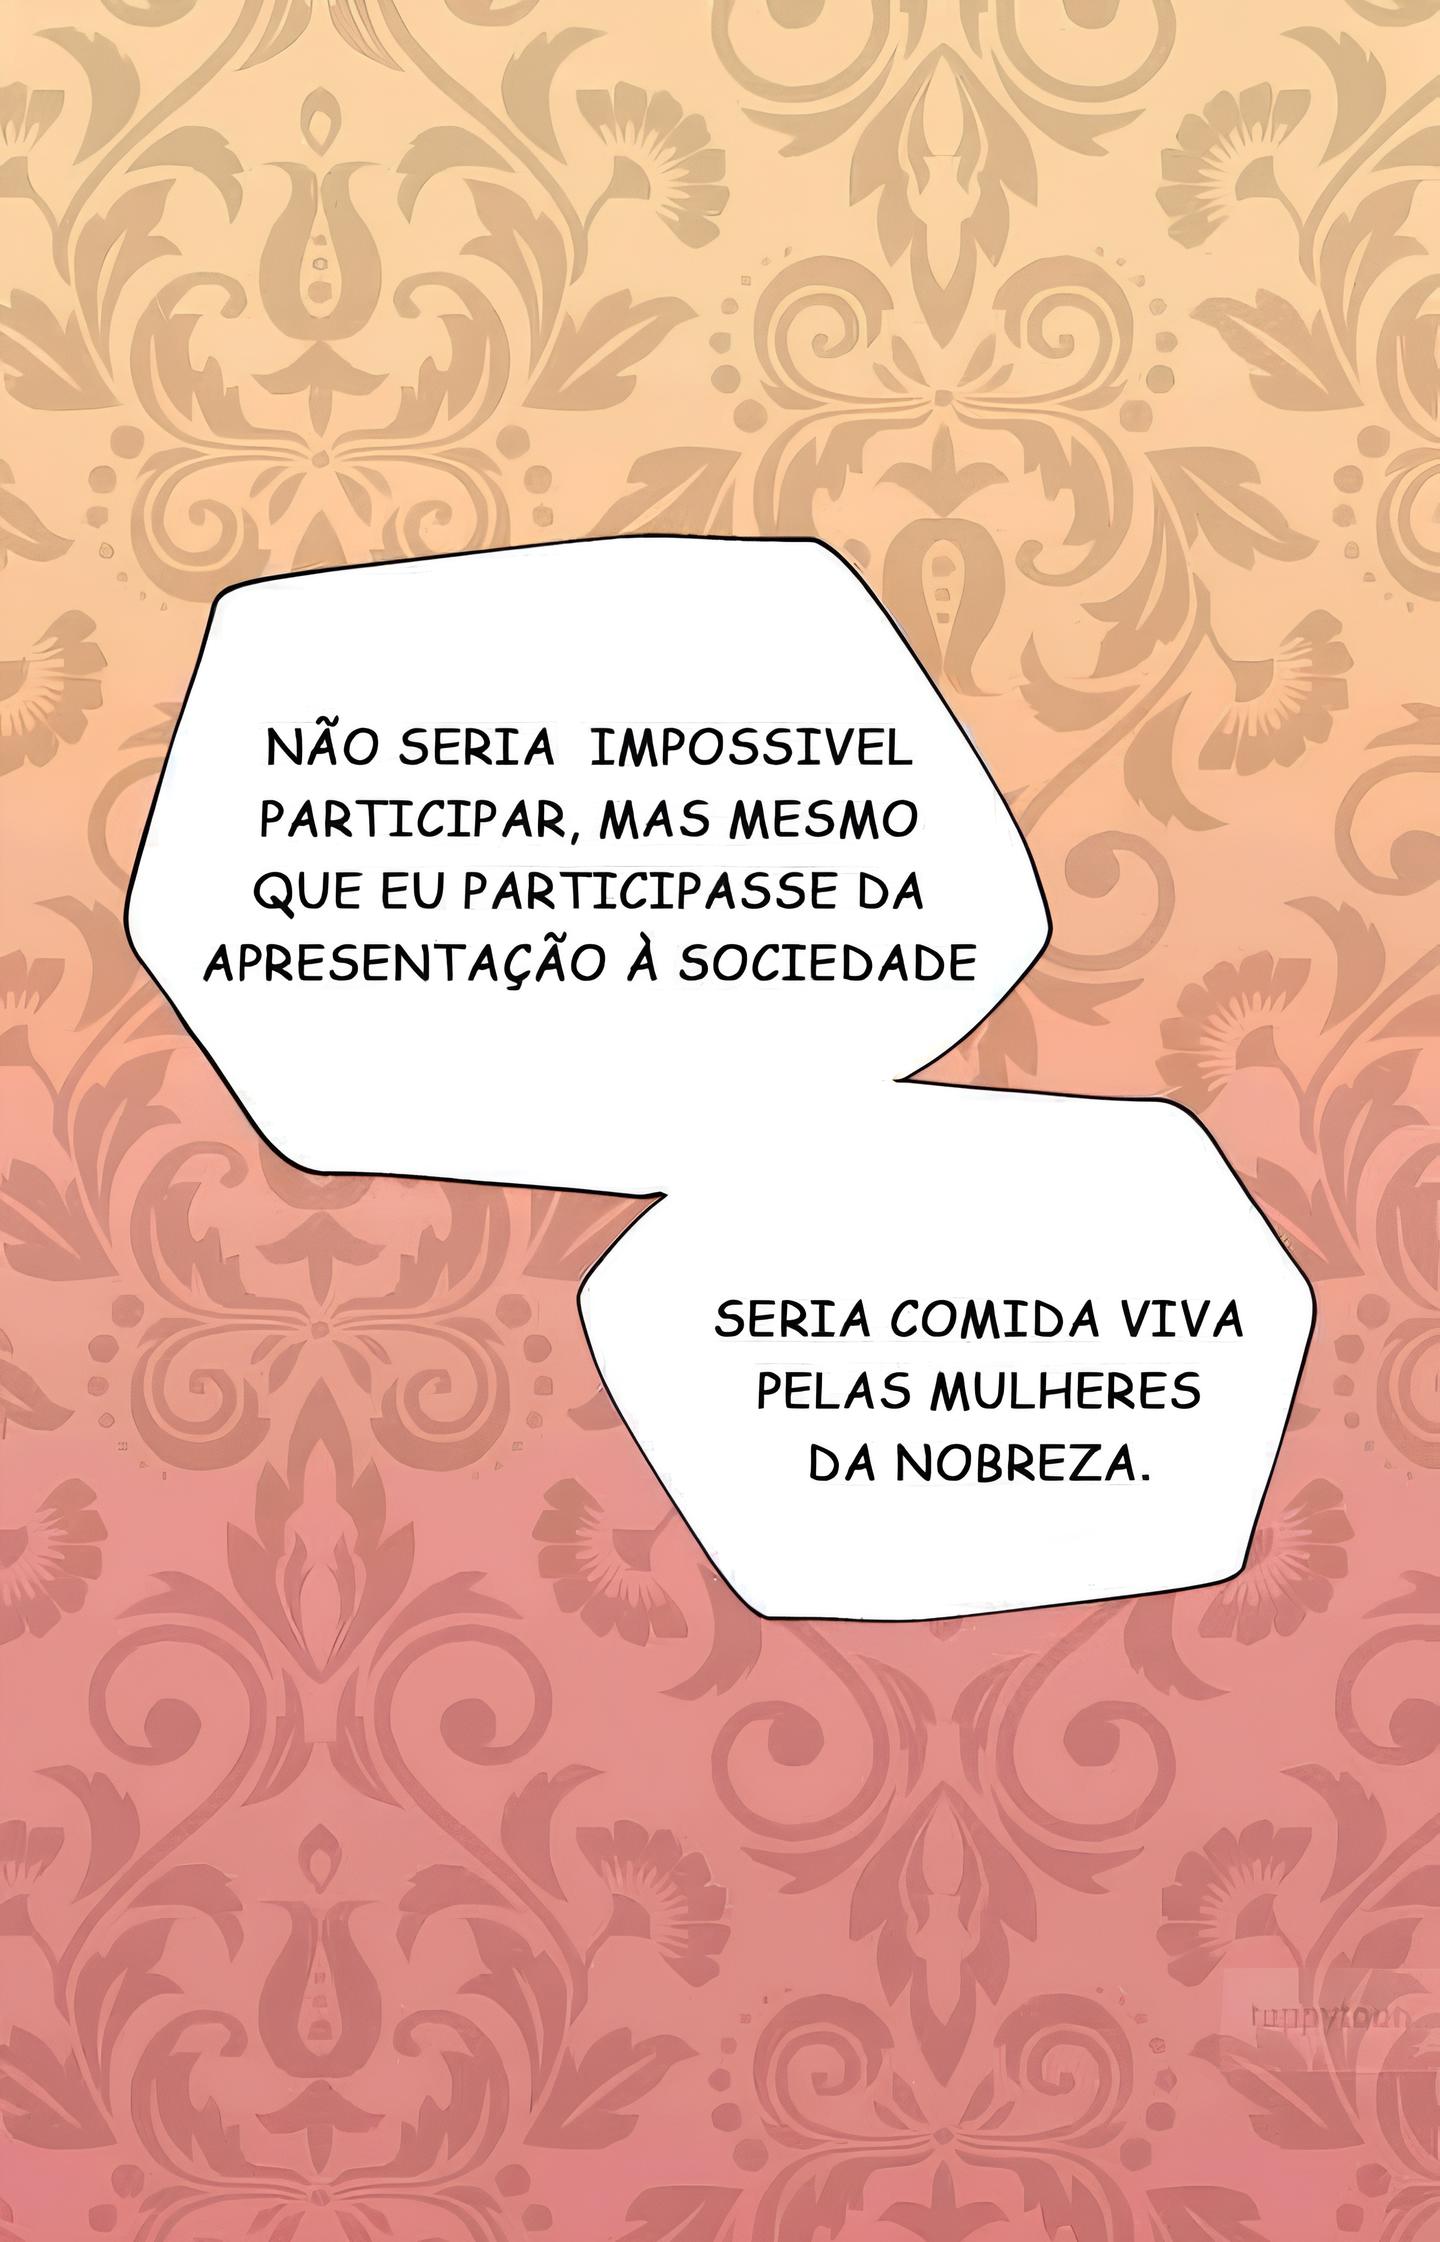 NÃO SERIA IMPOSSIVEL
PARTICIPAR, MAS MESMO
QUE EU PARTICIPASSE DA
APRESENTAÇÃO À SOCIEDADE
SERIA COMIDA VIVA
PELAS MULHERES
DA NOBREZA.